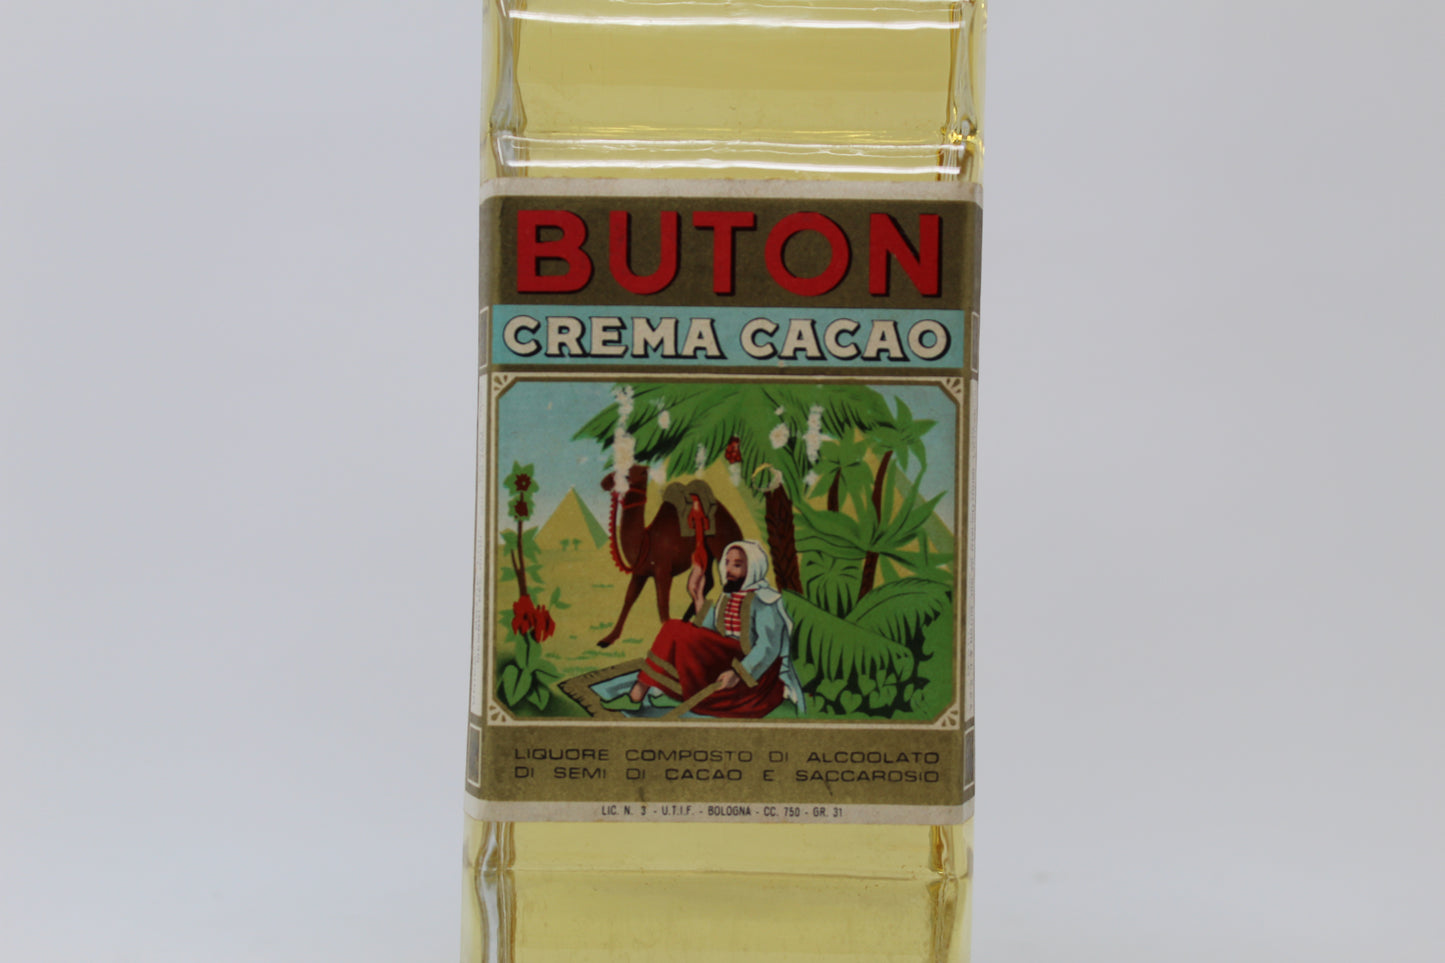 BUTON
CREMA CACAO
LIQUORE COMPOSTO DI ALCOOLATO
DI SEMI DI CACAO E SACCAROSIO
LIC. N. 3 - U.T.I.F. - BOLOGNA - CC. 750 - GR. 31